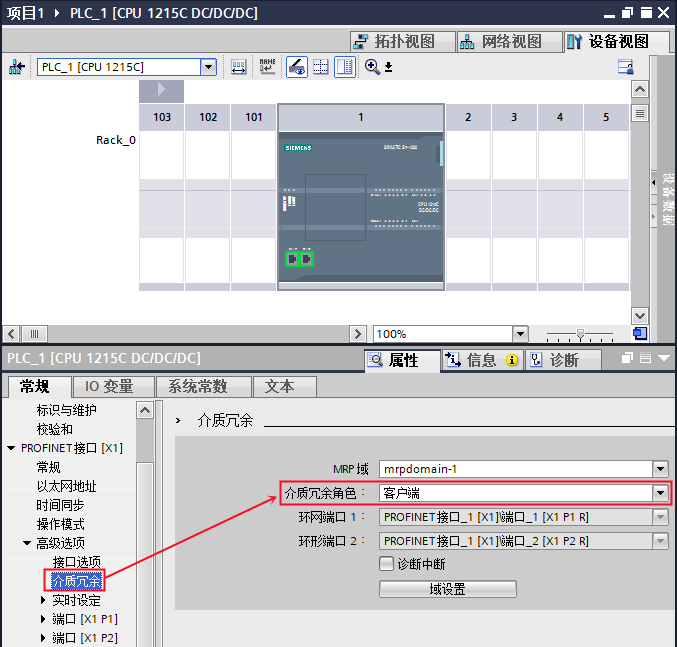 项目1 ▸ PLC_1 [CPU 1215C DC/DC/DC]
拓扑视图 网络视图 设备视图
PLC_1 [CPU 1215C]
103 102 101 1 2 3 4 5
Rack_0
SIEMENS SIMATIC S7-1200
CPU 1215C
DC/DC/DC
设备数据
100%
PLC_1 [CPU 1215C DC/DC/DC]
属性 信息 诊断
常规 IO 变量 系统常数 文本
标识与维护
校验和
PROFINET接口 [X1]
常规
以太网地址
时间同步
操作模式
高级选项
接口选项
介质冗余
实时设定
端口 [X1 P1]
端口 [X1 P2]
介质冗余
MRP 域 mrpdomain-1
介质冗余角色： 客户端
环网端口 1： PROFINET接口_1 [X1]\端口_1 [X1 P1 R]
环形端口 2： PROFINET接口_1 [X1]\端口_2 [X1 P2 R]
诊断中断
域设置